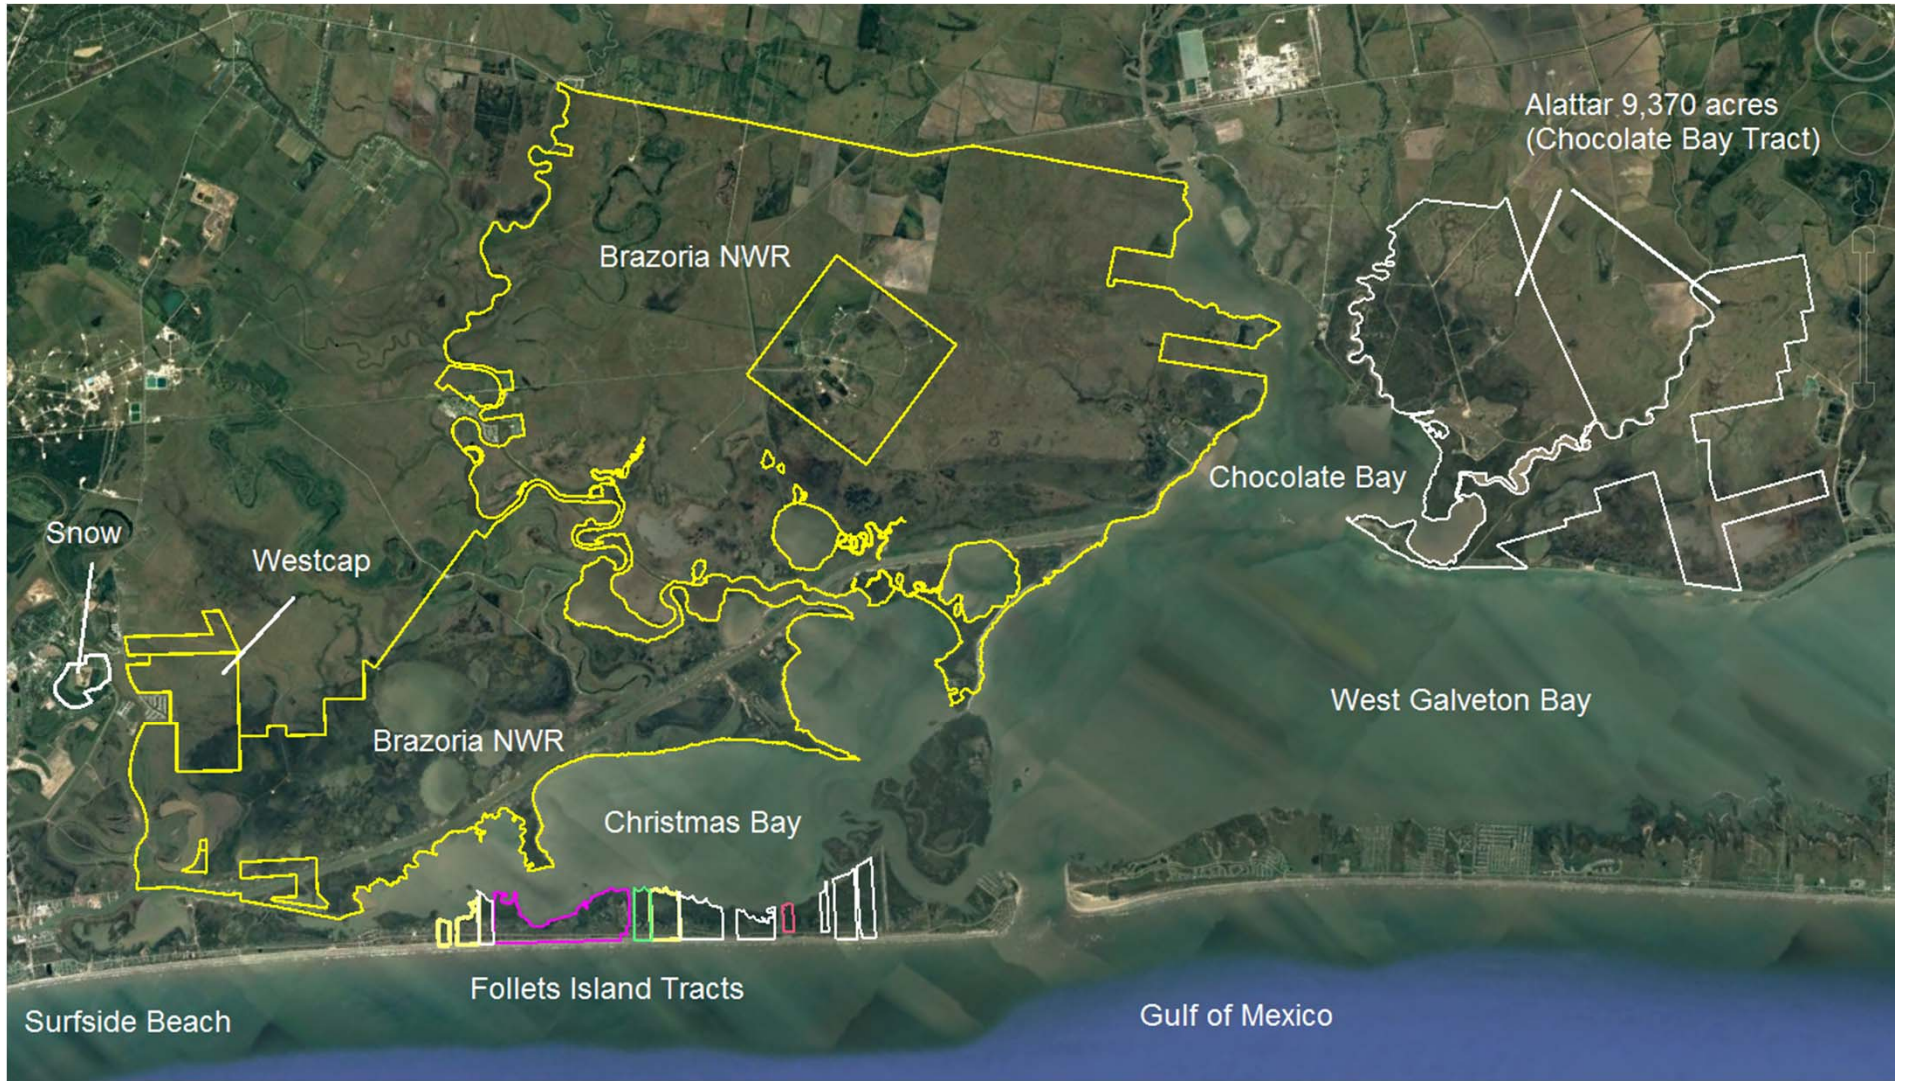 Alattar 9,370 acres
(Chocolate Bay Tract)
Brazoria NWR
Chocolate Bay
Snow
Westcap
West Galveton Bay
Brazoria NWR
Christmas Bay
Follets Island Tracts
Surfside Beach
Gulf of Mexico